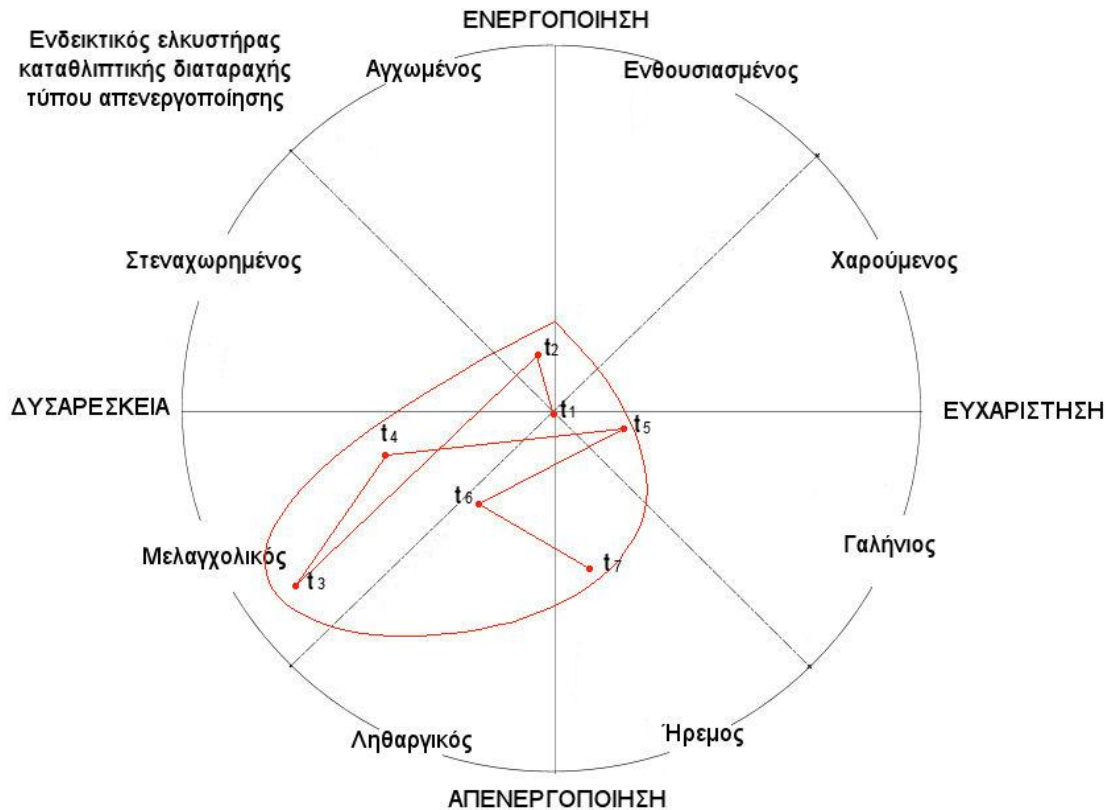 ΕΝΕΡΓΟΠΟΙΗΣΗ
Ενδεικτικός ελκυστήρας
καταθλιπτικής διαταραχής
τύπου απενεργοποίησης
Αγχωμένος
Ενθουσιασμένος
Στεναχωρημένος
Χαρούμενος
t2
ΔΥΣΑΡΕΣΚΕΙΑ
t1
ΕΥΧΑΡΙΣΤΗΣΗ
t4
t5
t6
Μελαγχολικός
Γαλήνιος
t3
t7
Ληθαργικός
Ήρεμος
ΑΠΕΝΕΡΓΟΠΟΙΗΣΗ